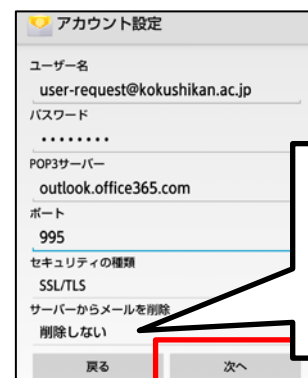 アカウント設定
ユーザー名
user-request@kokushikan.ac.jp
パスワード
••••••••
POP3サーバー
outlook.office365.com
ポート
995
セキュリティの種類
SSL/TLS
サーバーからメールを削除
削除しない
戻る 次へ